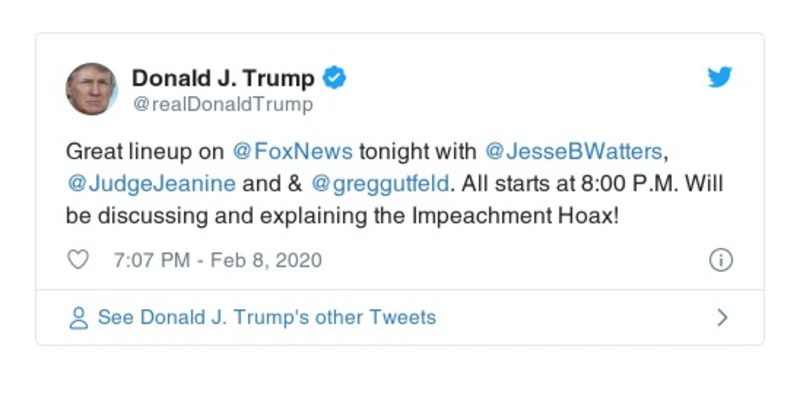 Donald J. Trump
@realDonaldTrump
Great lineup on @FoxNews tonight with @JesseBWatters,
@JudgeJeanine and & @greggutfeld. All starts at 8:00 P.M. Will
be discussing and explaining the Impeachment Hoax!
7:07 PM - Feb 8, 2020
See Donald J. Trump's other Tweets